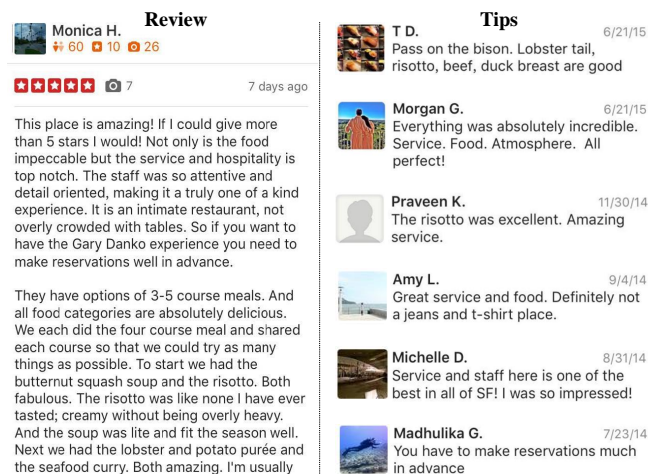 Review
Monica H.
60 10 26
7
7 days ago
This place is amazing! If I could give more
than 5 stars I would! Not only is the food
impeccable but the service and hospitality is
top notch. The staff was so attentive and
detail oriented, making it a truly one of a kind
experience. It is an intimate restaurant, not
overly crowded with tables. So if you want to
have the Gary Danko experience you need to
make reservations well in advance.
They have options of 3-5 course meals. And
all food categories are absolutely delicious.
We each did the four course meal and shared
each course so that we could try as many
things as possible. To start we had the
butternut squash soup and the risotto. Both
fabulous. The risotto was like none I have ever
tasted; creamy without being overly heavy.
And the soup was lite and fit the season well.
Next we had the lobster and potato purée and
the seafood curry. Both amazing. I'm usually
Tips
T D.
6/21/15
Pass on the bison. Lobster tail,
risotto, beef, duck breast are good
Morgan G.
6/21/15
Everything was absolutely incredible.
Service. Food. Atmosphere. All
perfect!
Praveen K.
11/30/14
The risotto was excellent. Amazing
service.
Amy L.
9/4/14
Great service and food. Definitely not
a jeans and t-shirt place.
Michelle D.
8/31/14
Service and staff here is one of the
best in all of SF! I was so impressed!
Madhulika G.
7/23/14
You have to make reservations much
in advance